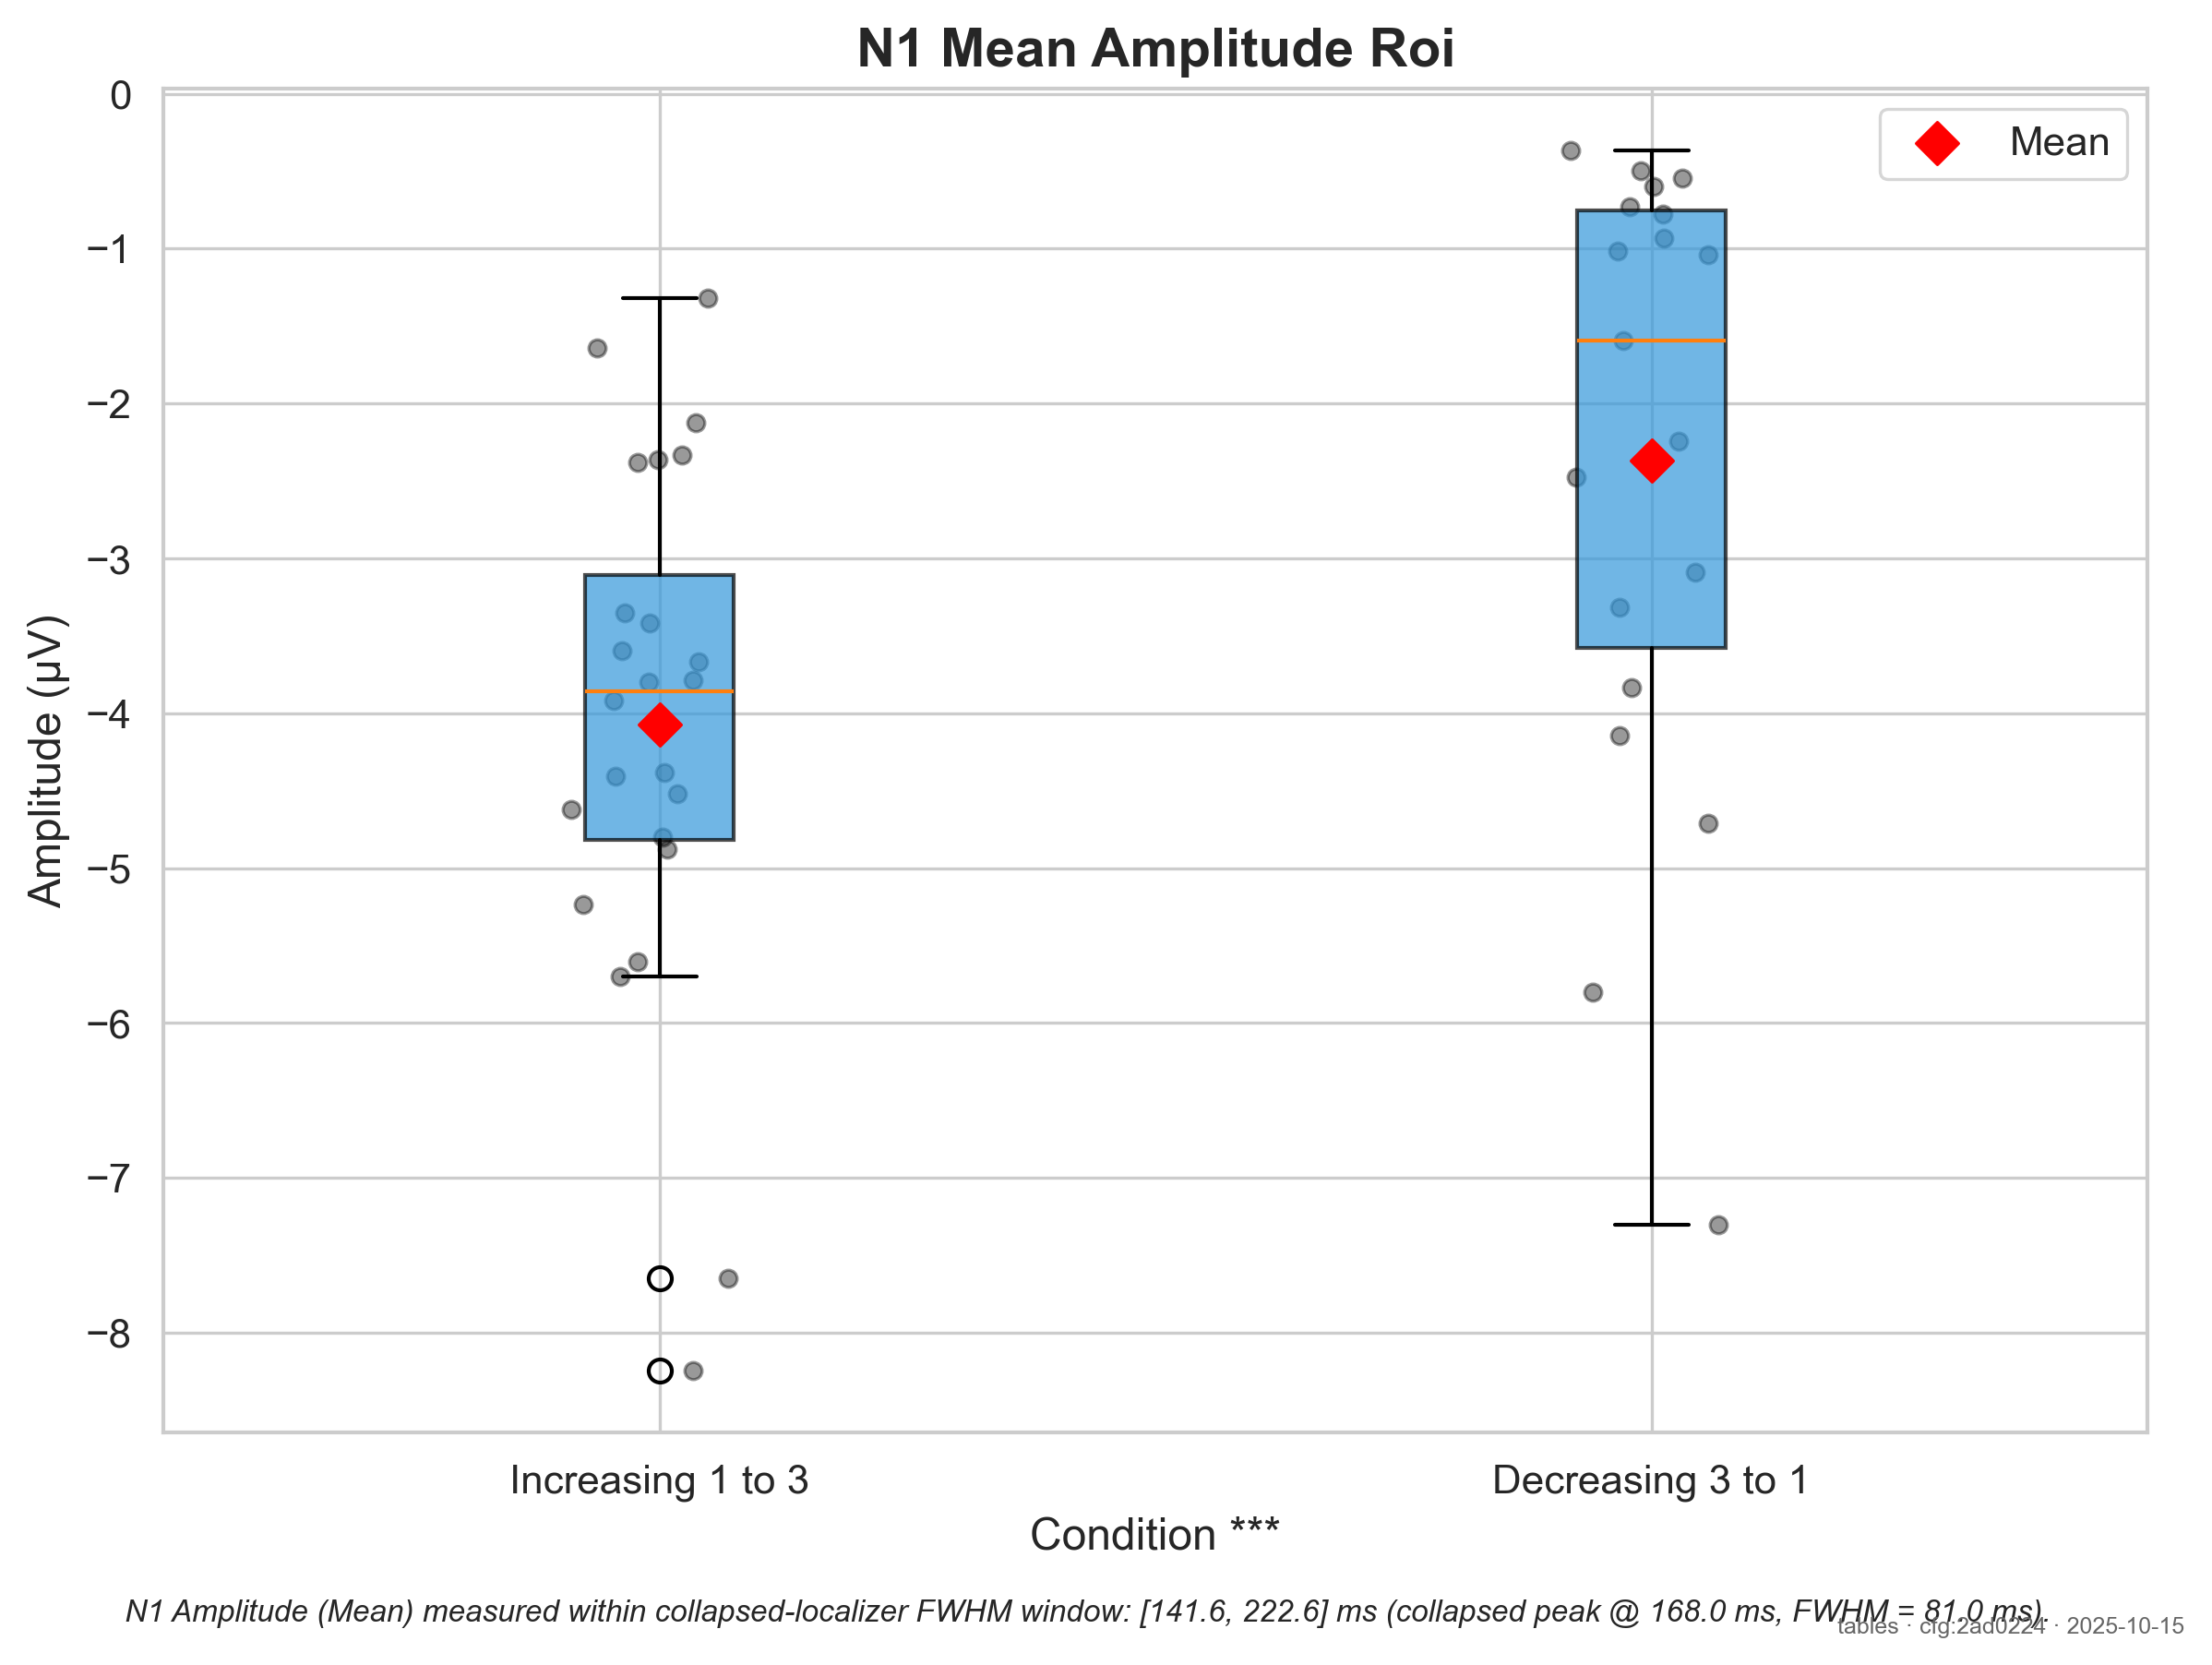 N1 Mean Amplitude Roi
Mean
0
−1
−2
−3
−4
−5
−6
−7
−8
Amplitude (µV)
Increasing 1 to 3
Decreasing 3 to 1
Condition ***
N1 Amplitude (Mean) measured within collapsed-localizer FWHM window: [141.6, 222.6] ms (collapsed peak @ 168.0 ms, FWHM = 81.0 ms).
tables · cfg:2ad0224 · 2025-10-15